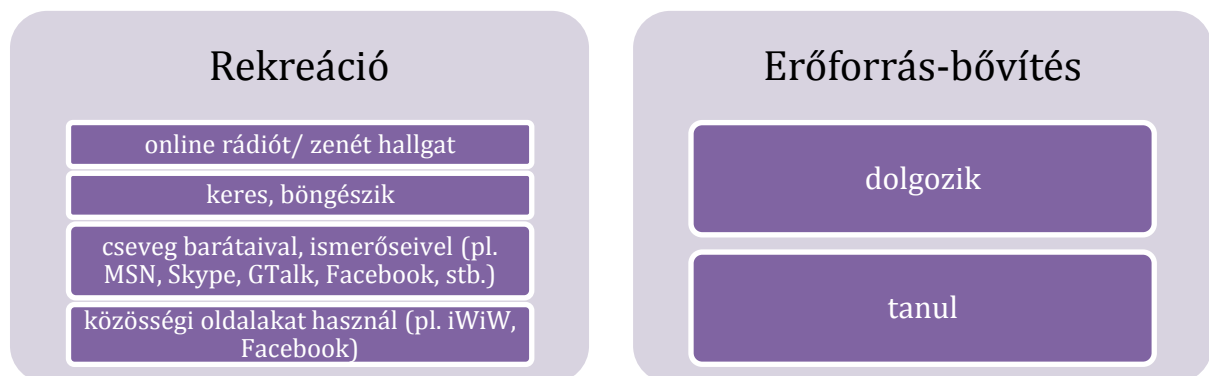 Rekreáció
online rádiót/ zenét hallgat
keres, böngészik
cseveg barátaival, ismerőseivel (pl.
MSN, Skype, GTalk, Facebook, stb.)
közösségi oldalakat használ (pl. iWiW,
Facebook)
Erőforrás-bővítés
dolgozik
tanul